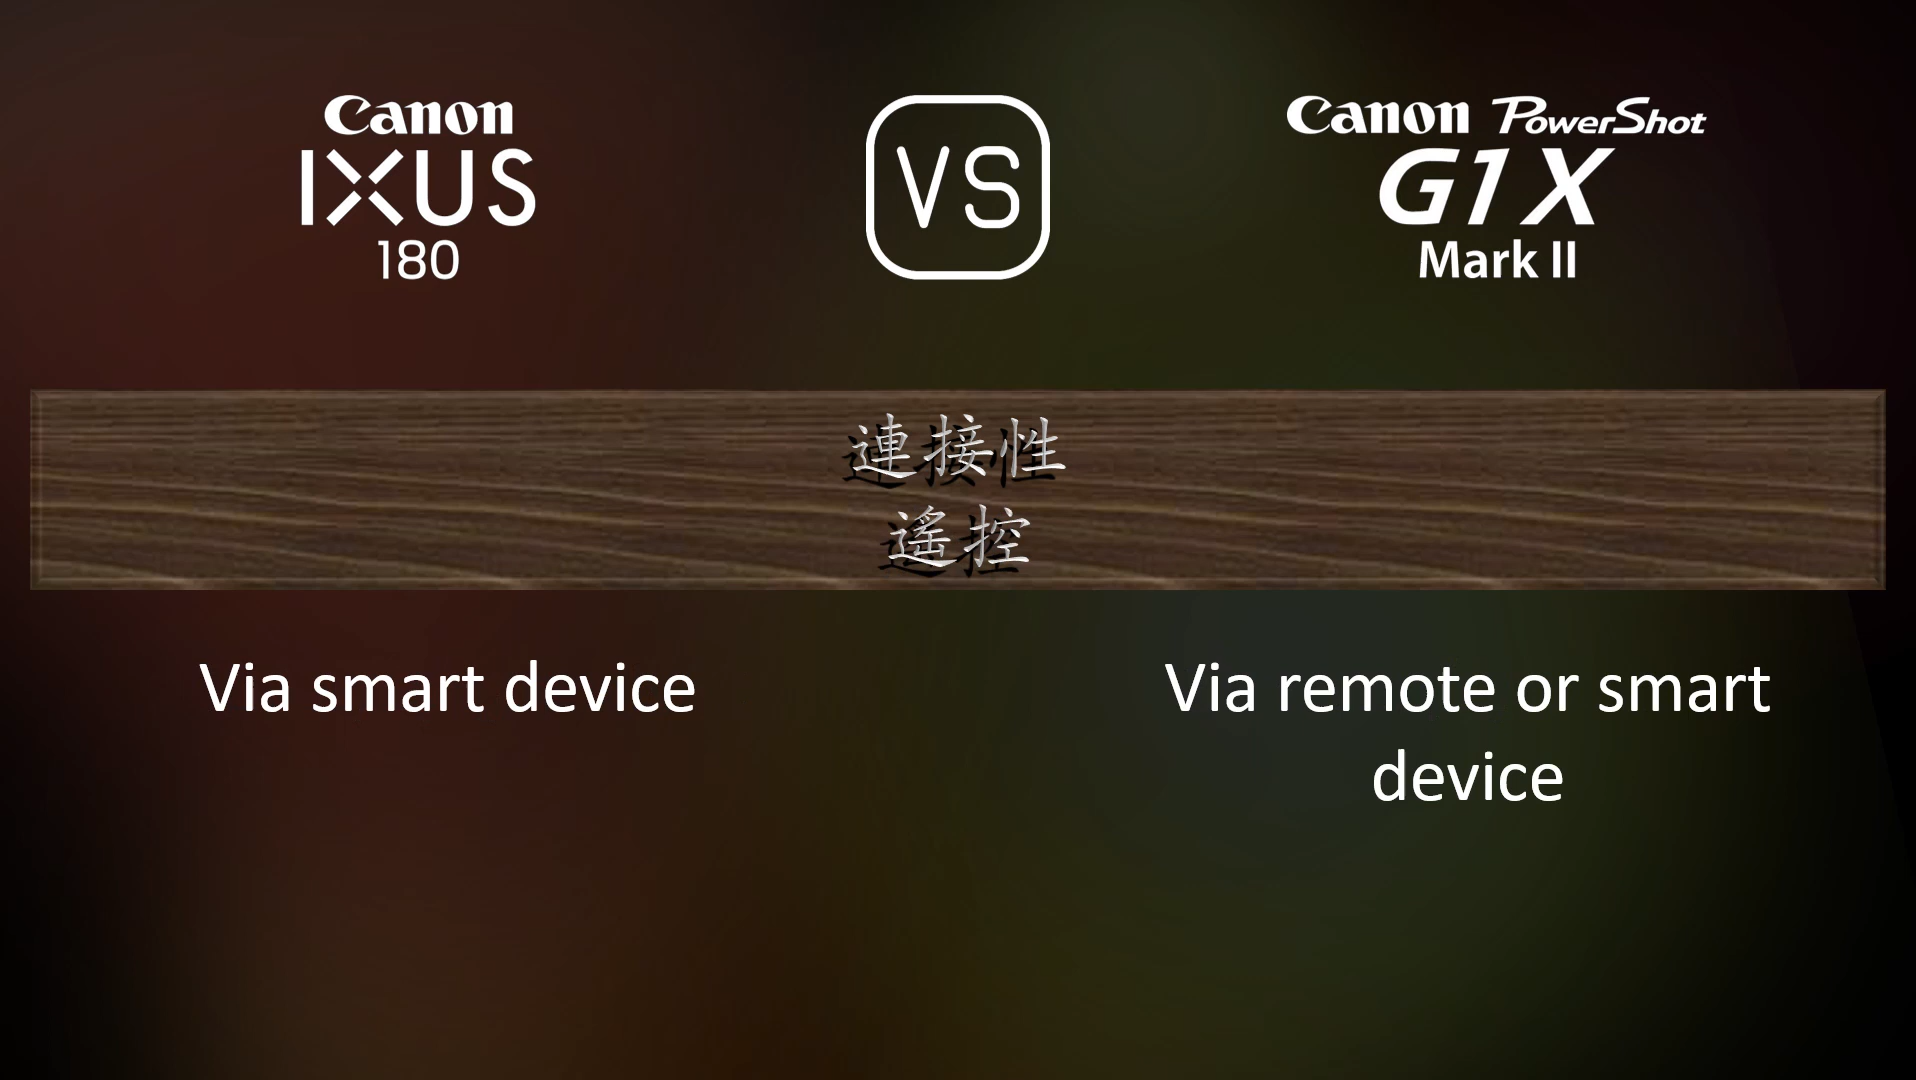 Canon
IXUS
180
VS
Canon PowerShot
G1 X
Mark II
連接性
遙控
Via smart device
Via remote or smart
device